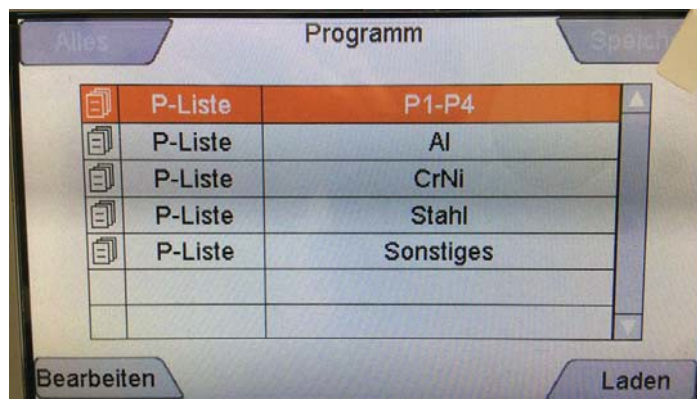 Alles Programm
P-Liste P1-P4
P-Liste Al
P-Liste CrNi
P-Liste Stahl
P-Liste Sonstiges
Bearbeiten Laden